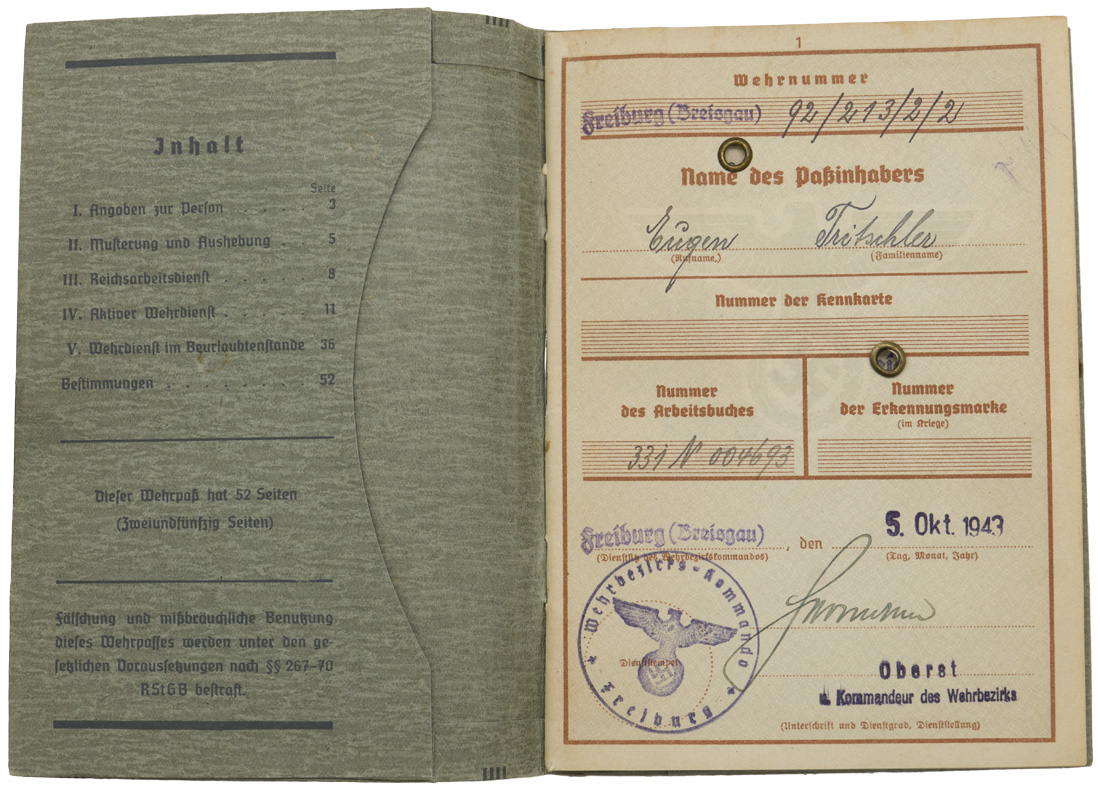 Inhalt
Seite
I. Angaben zur Person . . . . 3
II. Musterung und Aushebung . . 5
III. Reichsarbeitsdienst . . . . 8
IV. Aktiver Wehrdienst . . . . . 11
V. Wehrdienst im Beurlaubtenstande 36
Bestimmungen . . . . . . . . 52
Dieser Wehrpaß hat 52 Seiten
(Zweiundfünfzig Seiten)
Fälschung und mißbräuchliche Benutzung
dieses Wehrpasses werden unter den ge-
setzlichen Voraussetzungen nach §§ 267-70
RStGB bestraft.
1
Wehrnummer
Freiburg (Breisgau) 92/213/2/2
Name des Paßinhabers
Eugen Tritschler
(Rufname,) (Familienname)
Nummer der Kennkarte
Nummer
des Arbeitsbuches
331 N 004693
Nummer
der Erkennungsmarke
(im Kriege)
Freiburg (Breisgau), den 5. Okt. 1943
(Dienstsitz des Wehrbezirkskommandos) (Tag, Monat, Jahr)
Wehrbezirks-Kommando
Freiburg
Dienststempel
Oberst
u. Kommandeur des Wehrbezirks
(Unterschrift und Dienstgrad, Dienststellung)